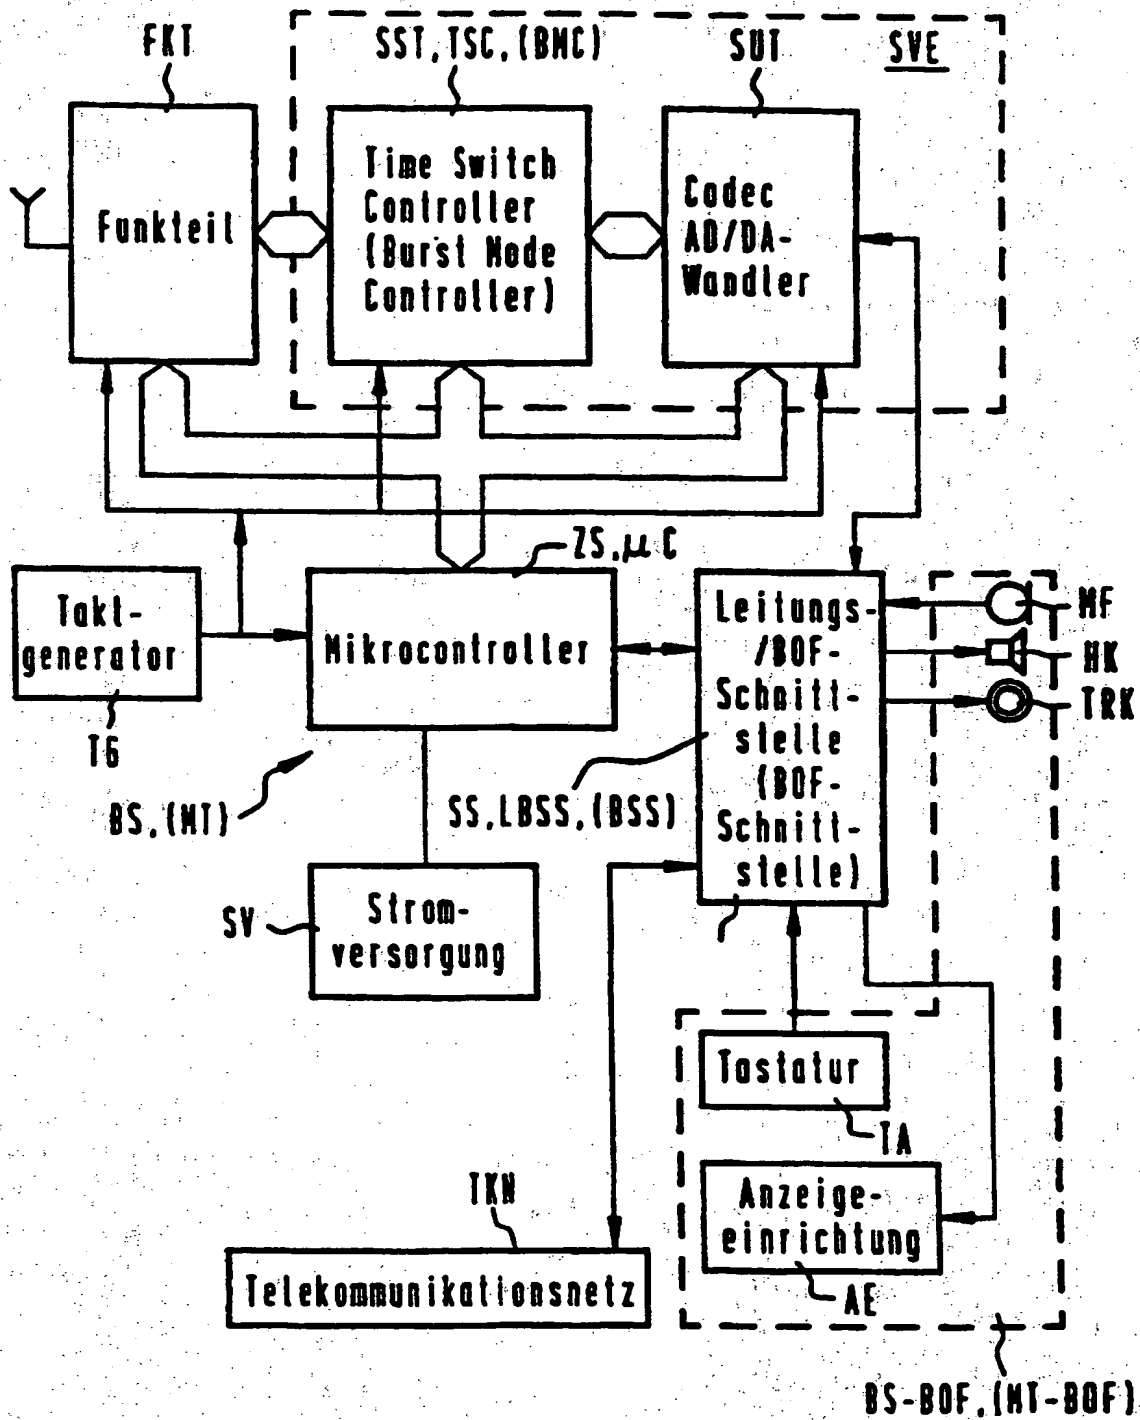 FKT
SST, TSC, (BMC)
SUT
SVE
Funkteil
Time Switch
Controller
(Burst Mode
Controller)
Codec
AD/DA-
Wandler
ZS, µC
Takt-
generator
TG
Mikrocontroller
Leitungs-
/BOF-
Schnitt-
stelle
(BOF-
Schnitt-
stelle)
MF
HK
TRK
BS, (MT)
SS, LBSS, (BSS)
SV
Strom-
versorgung
Tastatur
TA
TKN
Telekommunikationsnetz
Anzeige-
einrichtung
AE
BS-BOF, (MT-BOF)